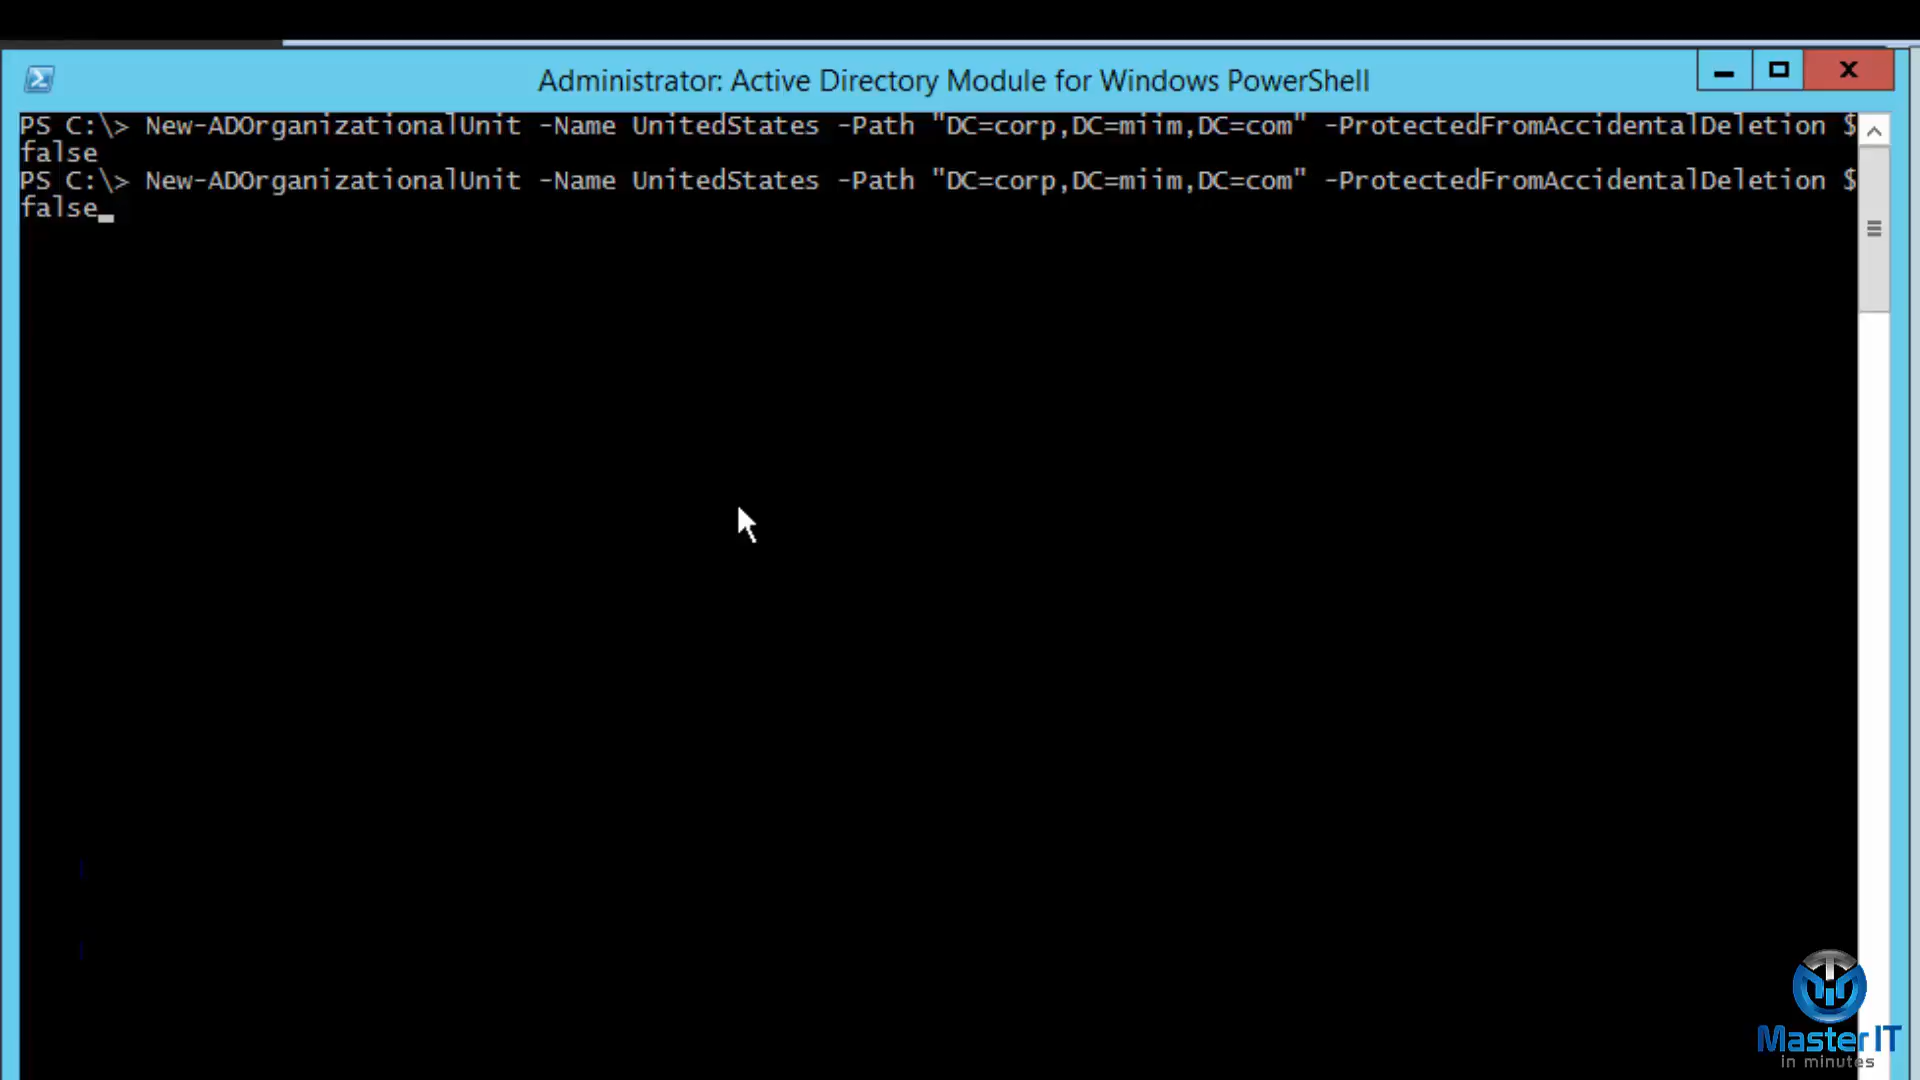 Administrator: Active Directory Module for Windows PowerShell
PS C:\> New-ADOrganizationalUnit -Name UnitedStates -Path "DC=corp,DC=miim,DC=com" -ProtectedFromAccidentalDeletion $
false
PS C:\> New-ADOrganizationalUnit -Name UnitedStates -Path "DC=corp,DC=miim,DC=com" -ProtectedFromAccidentalDeletion $
false_
Master IT
in minutes